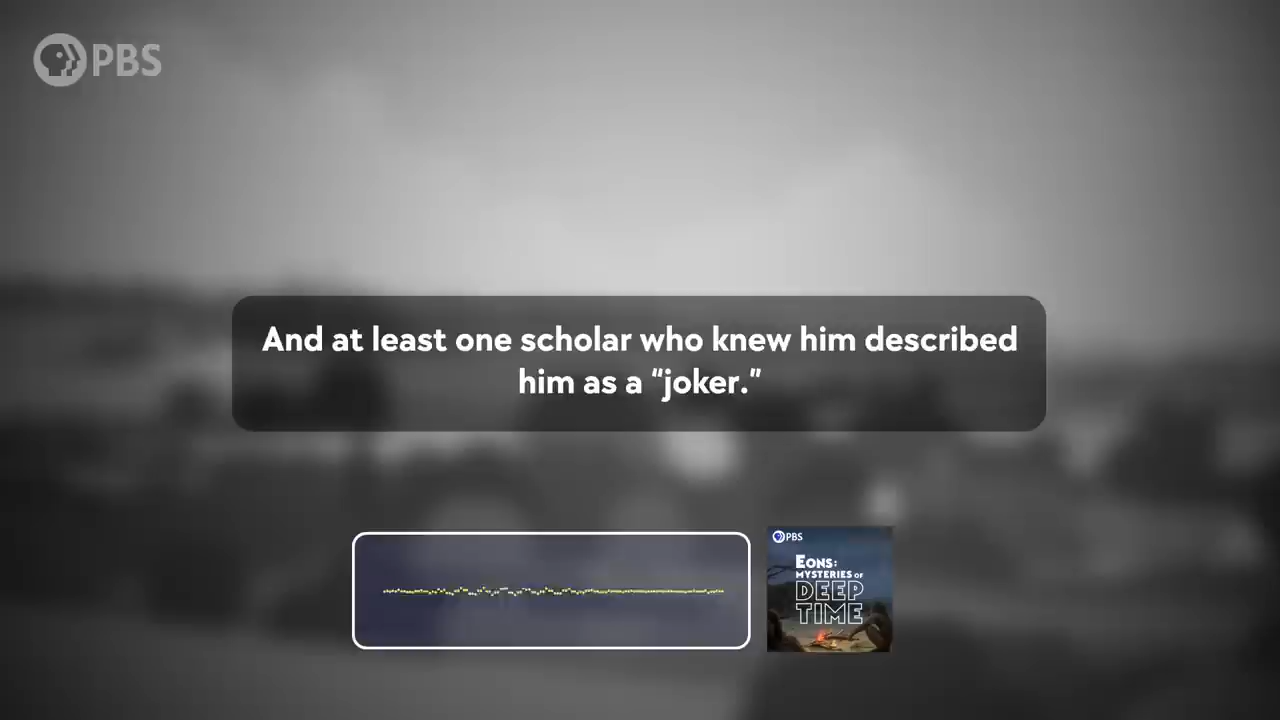 PBS
And at least one scholar who knew him described
him as a “joker.”
PBS
EONS:
MYSTERIES OF
DEEP
TIME